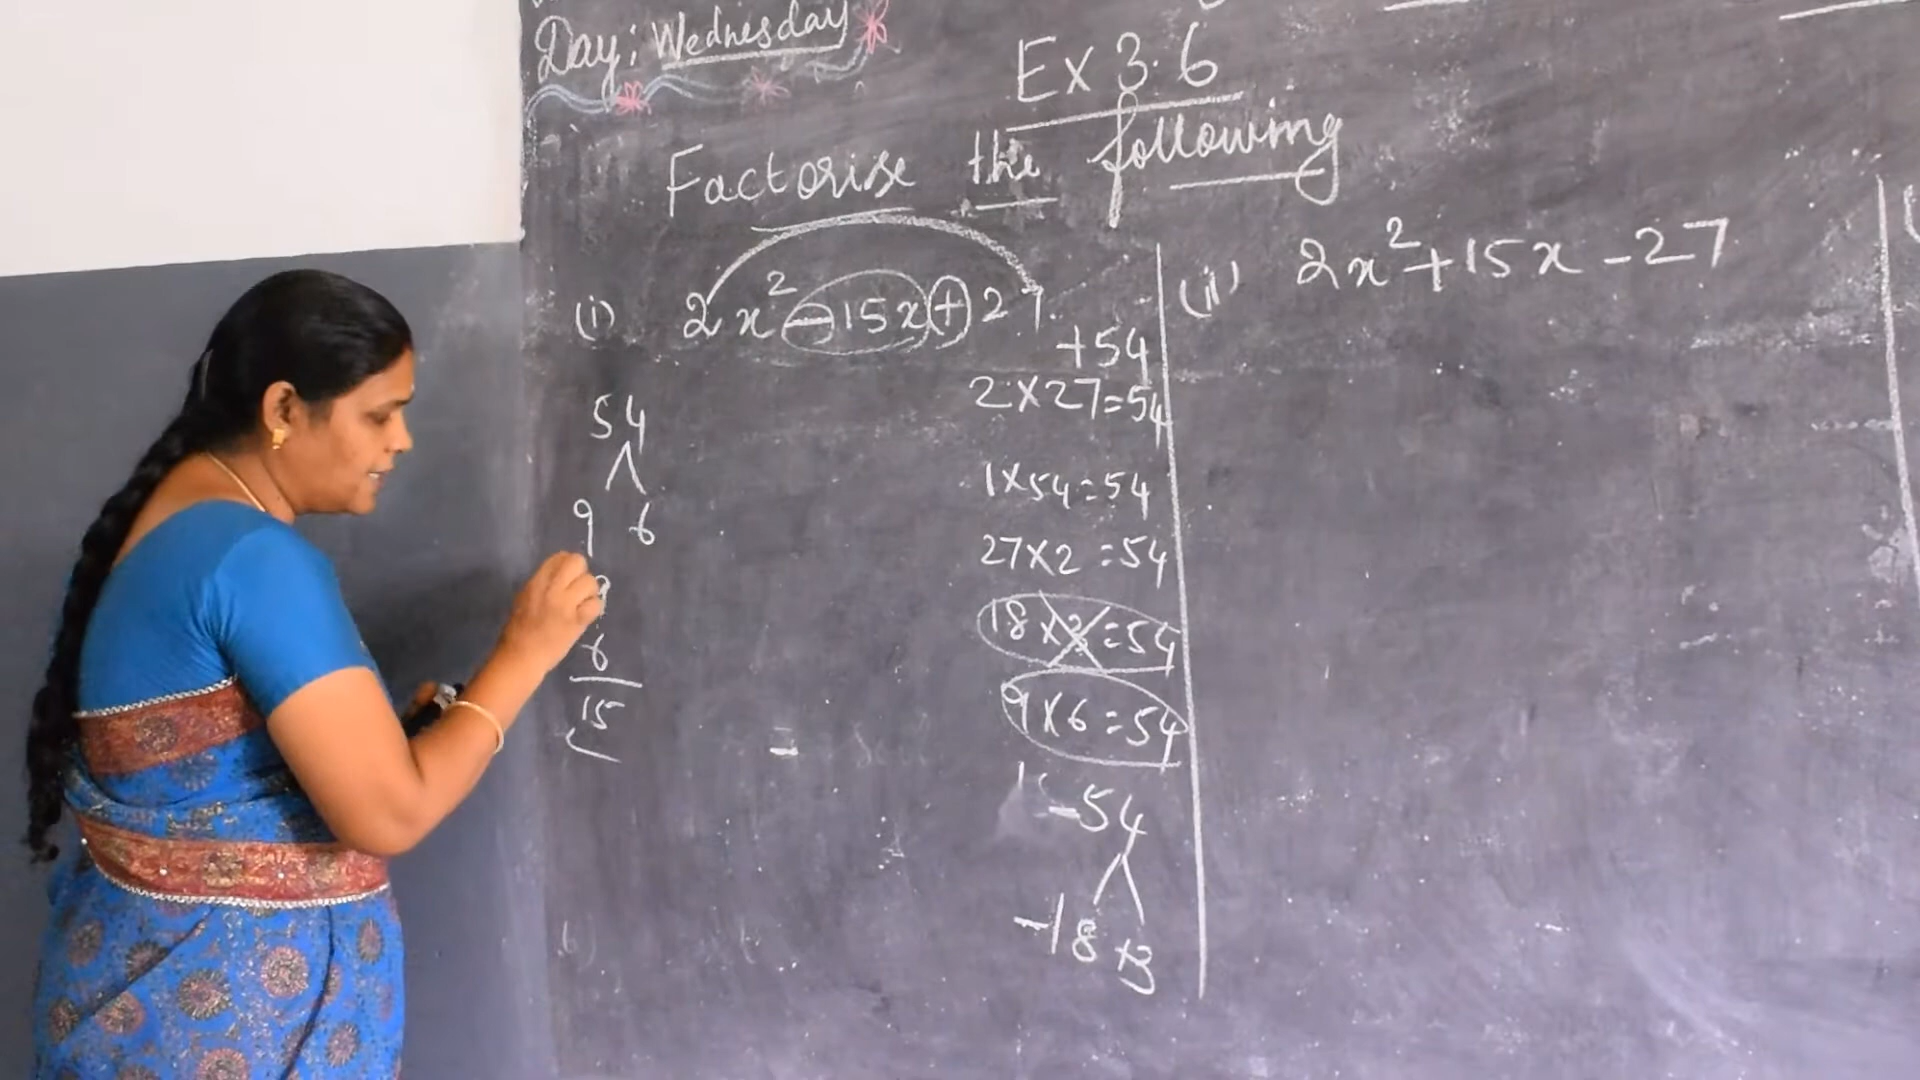 Day: Wednesday
Ex 3.6
Factorise the following
(i) 2x² - 15x + 27
+54
2 × 27 = 54
1 × 54 = 54
27 × 2 = 54
18 × 3 = 54
9 × 6 = 54
-54
-18 +3
54
9 6
9
6
15
(ii) 2x² + 15x - 27